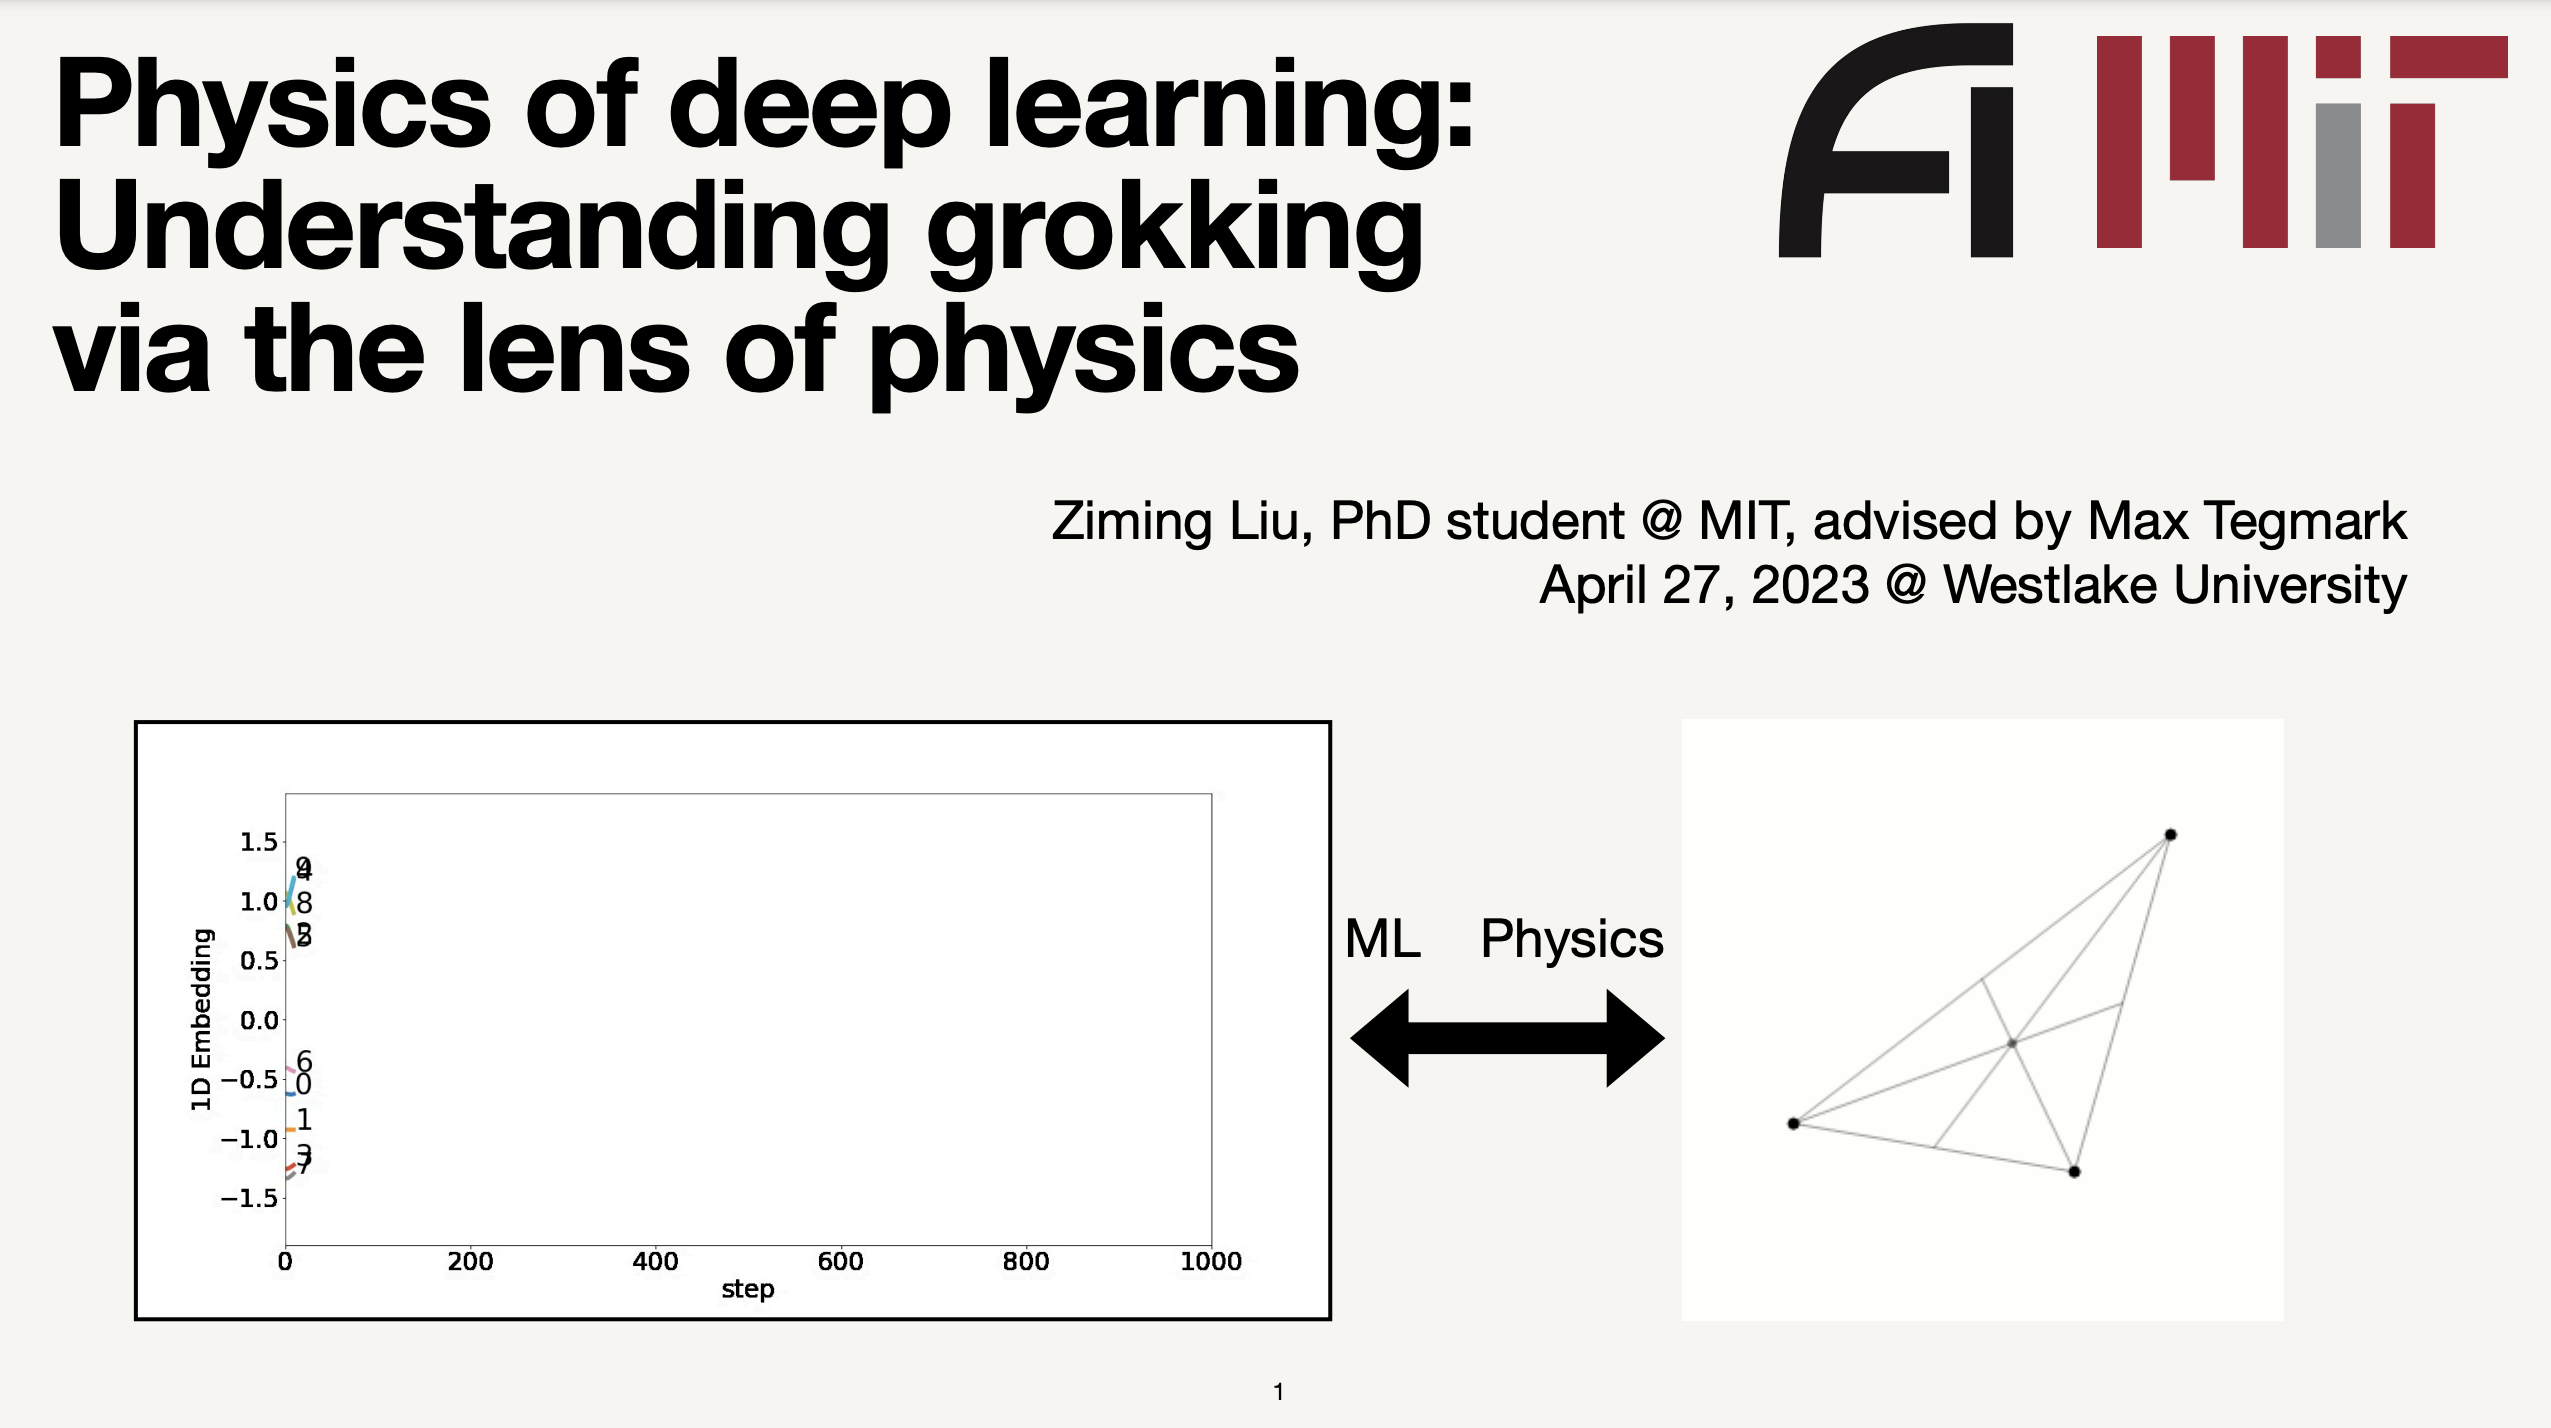 Physics of deep learning:
Understanding grokking
via the lens of physics
AI MIT
Ziming Liu, PhD student @ MIT, advised by Max Tegmark
April 27, 2023 @ Westlake University
1D Embedding
1.5
1.0
0.5
0.0
−0.5
−1.0
−1.5
9
4
8
2
5
6
0
1
3
7
0 200 400 600 800 1000
step
ML Physics
1